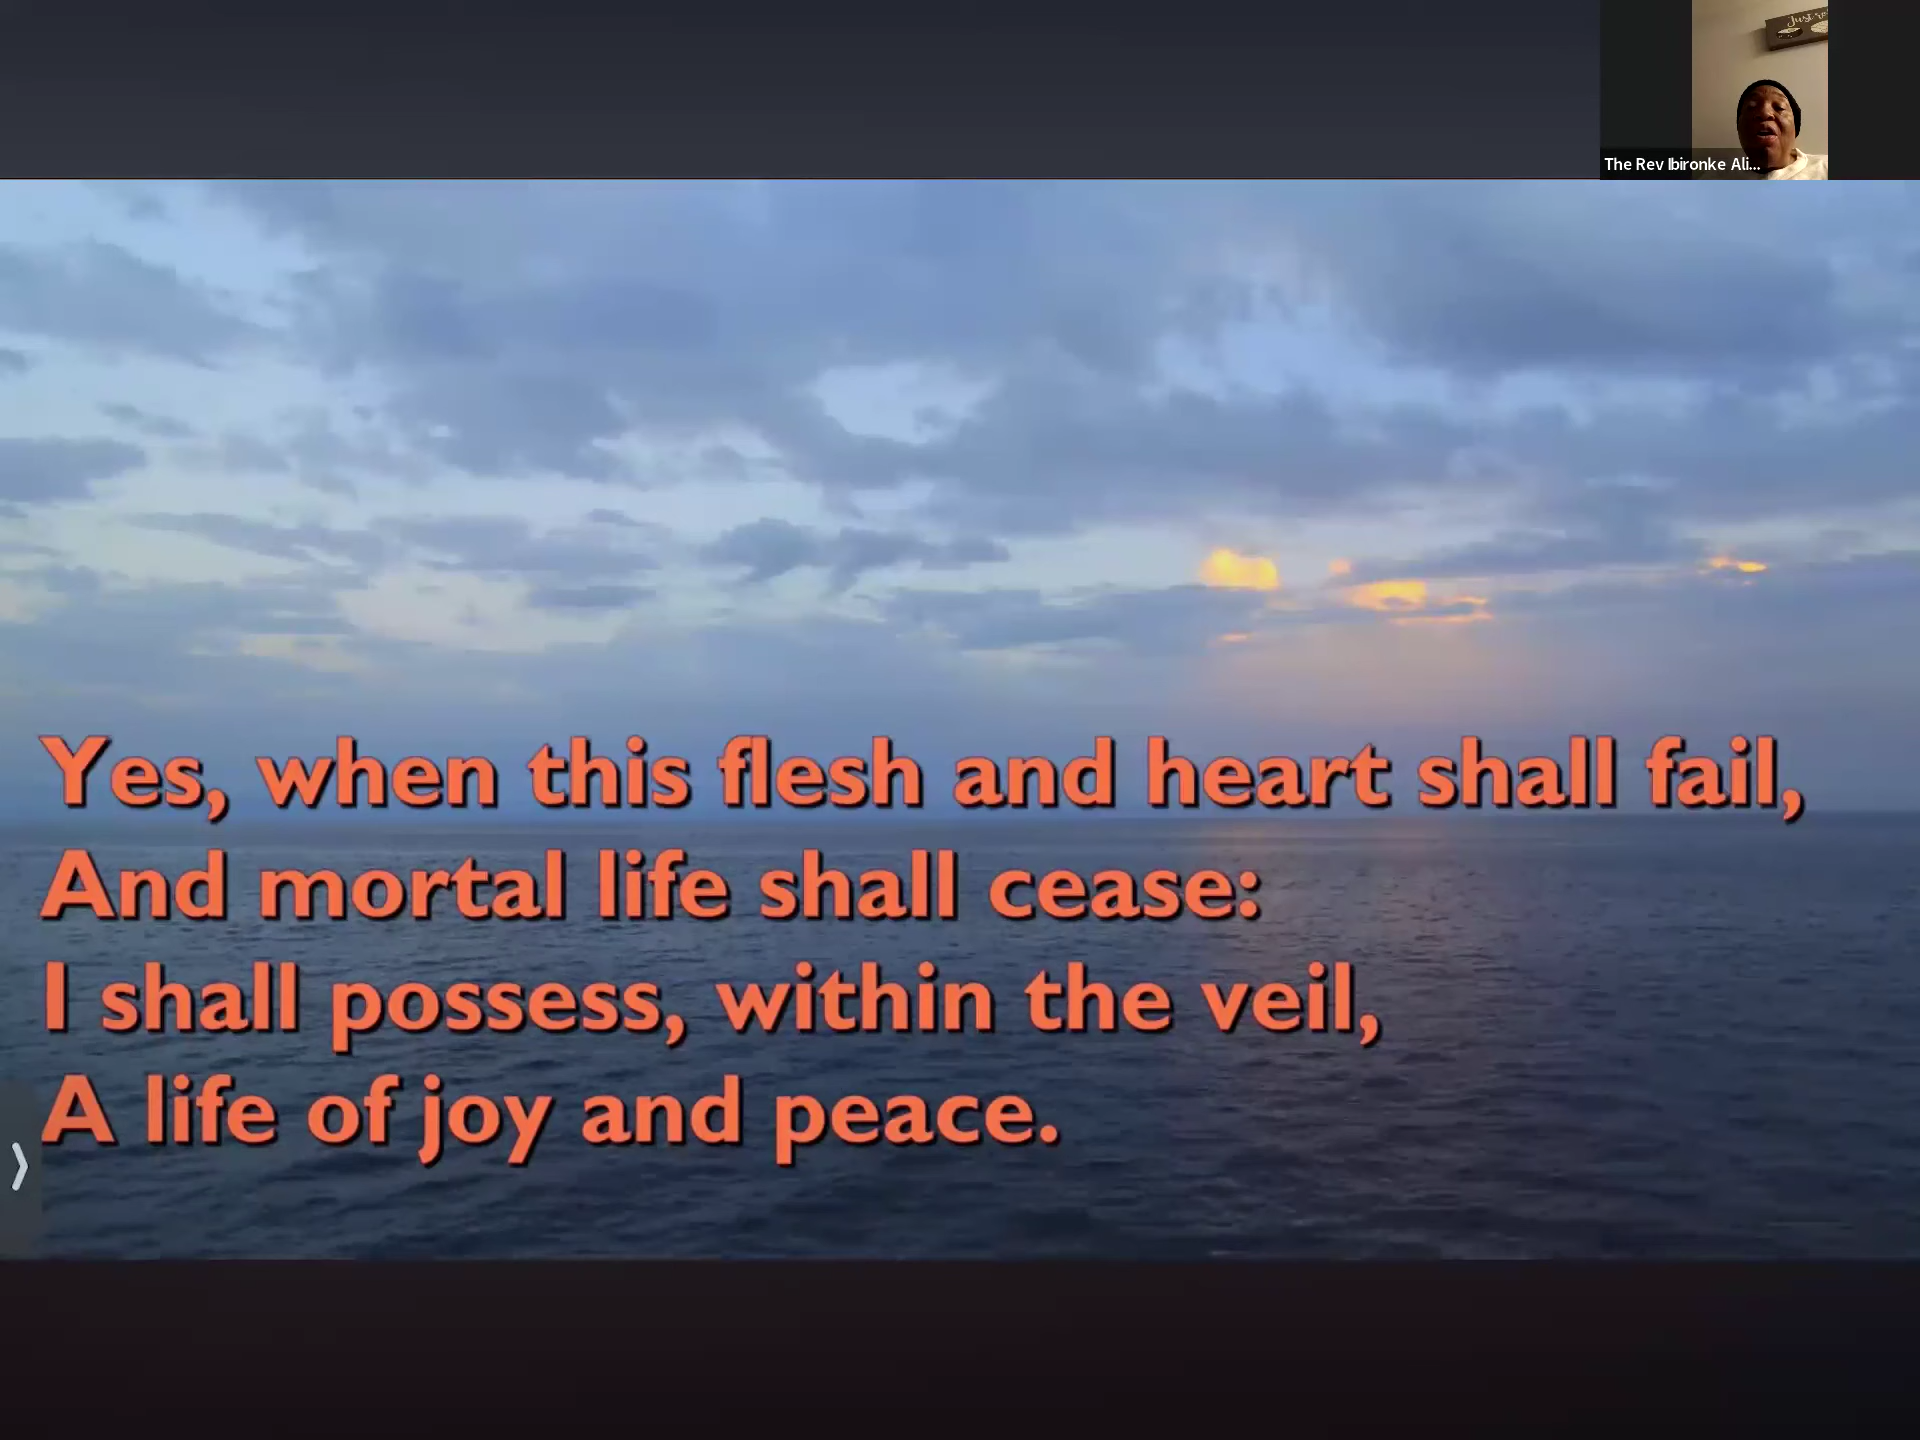 Just
The Rev Ibironke Ali...
Yes, when this flesh and heart shall fail,
And mortal life shall cease:
I shall possess, within the veil,
A life of joy and peace.